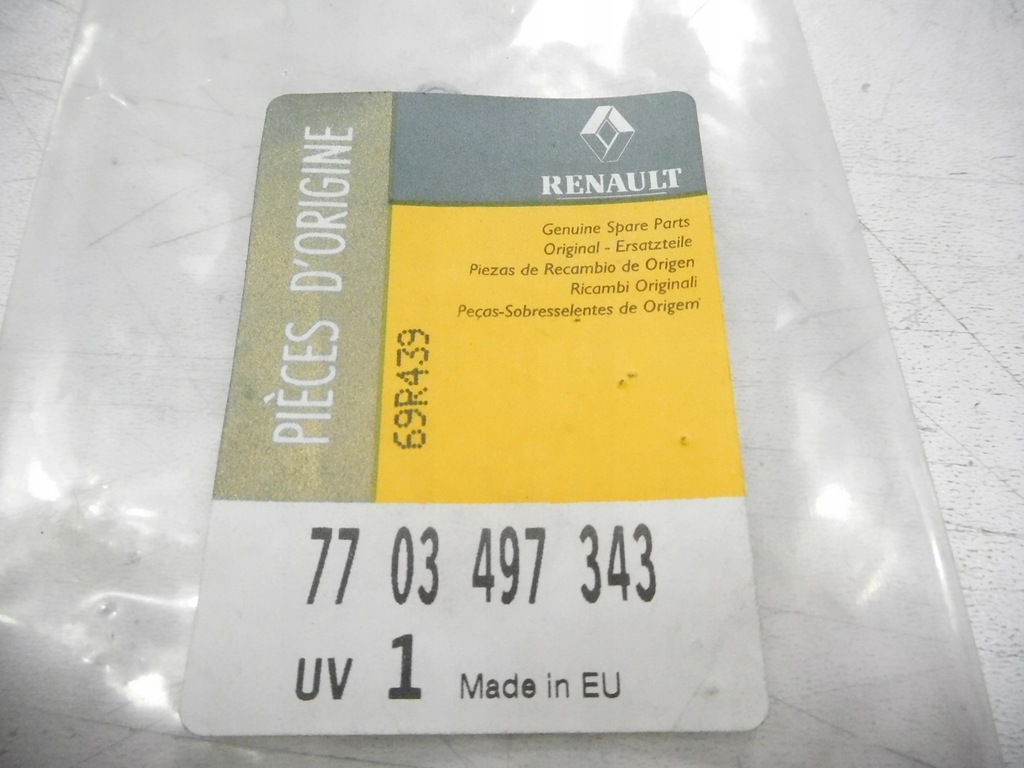 PIÈCES D'ORIGINE
RENAULT
Genuine Spare Parts
Original - Ersatzteile
Piezas de Recambio de Origen
Ricambi Originali
Peças-Sobresselentes de Origem
69R439
77 03 497 343
UV 1 Made in EU